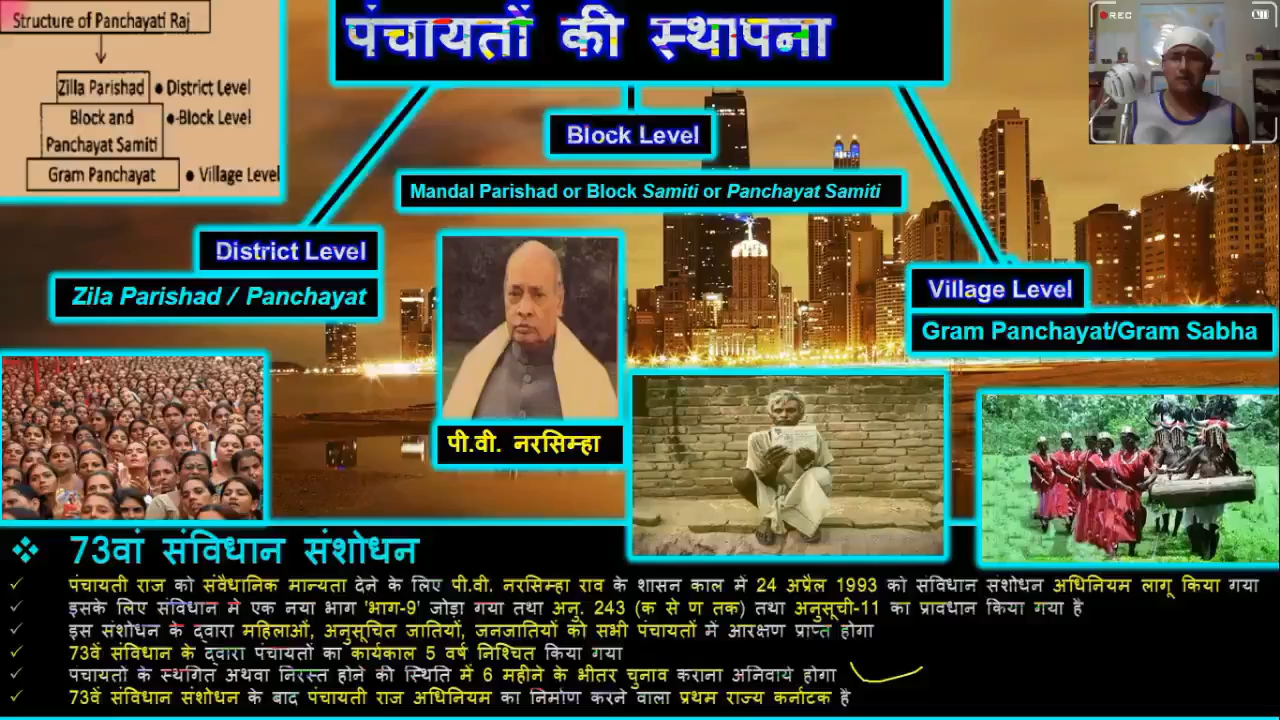 Structure of Panchayati Raj
Zilla Parishad • District Level
Block and
Panchayat Samiti •-Block Level
Gram Panchayat • Village Level
पंचायतों की स्थापना
REC
Block Level
Mandal Parishad or Block Samiti or Panchayat Samiti
District Level
Zila Parishad / Panchayat
Village Level
Gram Panchayat/Gram Sabha
पी.वी. नरसिम्हा
❖ 73वां संविधान संशोधन
✓ पंचायती राज को संवैधानिक मान्यता देने के लिए पी.वी. नरसिम्हा राव के शासन काल में 24 अप्रैल 1993 को संविधान संशोधन अधिनियम लागू किया गया
✓ इसके लिए संविधान मे एक नया भाग 'भाग-9' जोड़ा गया तथा अनु. 243 (क से ण तक) तथा अनुसूची-11 का प्रावधान किया गया है
✓ इस संशोधन के द्वारा महिलाओं, अनुसूचित जातियों, जनजातियों को सभी पंचायतों में आरक्षण प्राप्त होगा
✓ 73वें संविधान के द्वारा पंचायतों का कार्यकाल 5 वर्ष निश्चित किया गया
✓ पंचायतों के स्थगित अथवा निरस्त होने की स्थिति में 6 महीने के भीतर चुनाव कराना अनिवार्य होगा
✓ 73वें संविधान संशोधन के बाद पंचायती राज अधिनियम का निर्माण करने वाला प्रथम राज्य कर्नाटक है